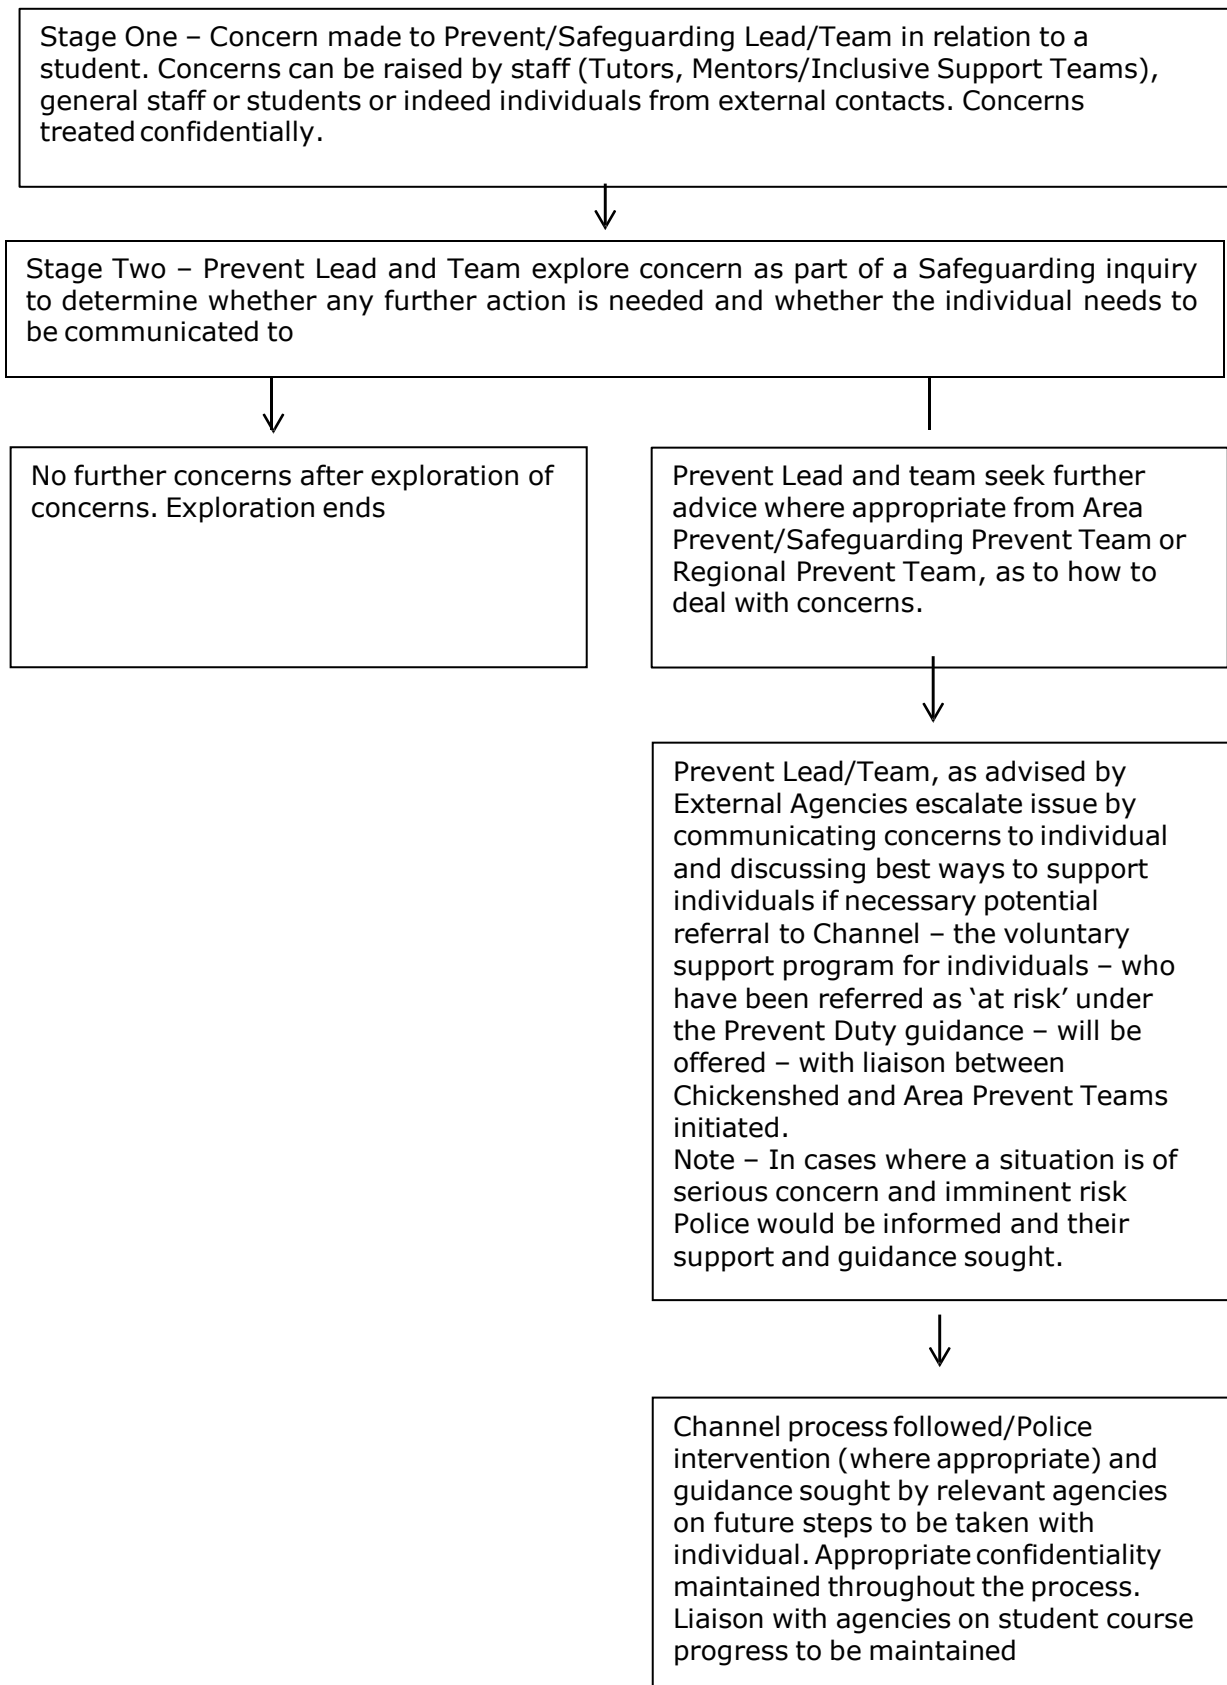 Stage One – Concern made to Prevent/Safeguarding Lead/Team in relation to a
student. Concerns can be raised by staff (Tutors, Mentors/Inclusive Support Teams),
general staff or students or indeed individuals from external contacts. Concerns
treated confidentially.
Stage Two – Prevent Lead and Team explore concern as part of a Safeguarding inquiry
to determine whether any further action is needed and whether the individual needs to
be communicated to
No further concerns after exploration of
concerns. Exploration ends
Prevent Lead and team seek further
advice where appropriate from Area
Prevent/Safeguarding Prevent Team or
Regional Prevent Team, as to how to
deal with concerns.
Prevent Lead/Team, as advised by
External Agencies escalate issue by
communicating concerns to individual
and discussing best ways to support
individuals if necessary potential
referral to Channel – the voluntary
support program for individuals – who
have been referred as ‘at risk’ under
the Prevent Duty guidance – will be
offered – with liaison between
Chickenshed and Area Prevent Teams
initiated.
Note – In cases where a situation is of
serious concern and imminent risk
Police would be informed and their
support and guidance sought.
Channel process followed/Police
intervention (where appropriate) and
guidance sought by relevant agencies
on future steps to be taken with
individual. Appropriate confidentiality
maintained throughout the process.
Liaison with agencies on student course
progress to be maintained